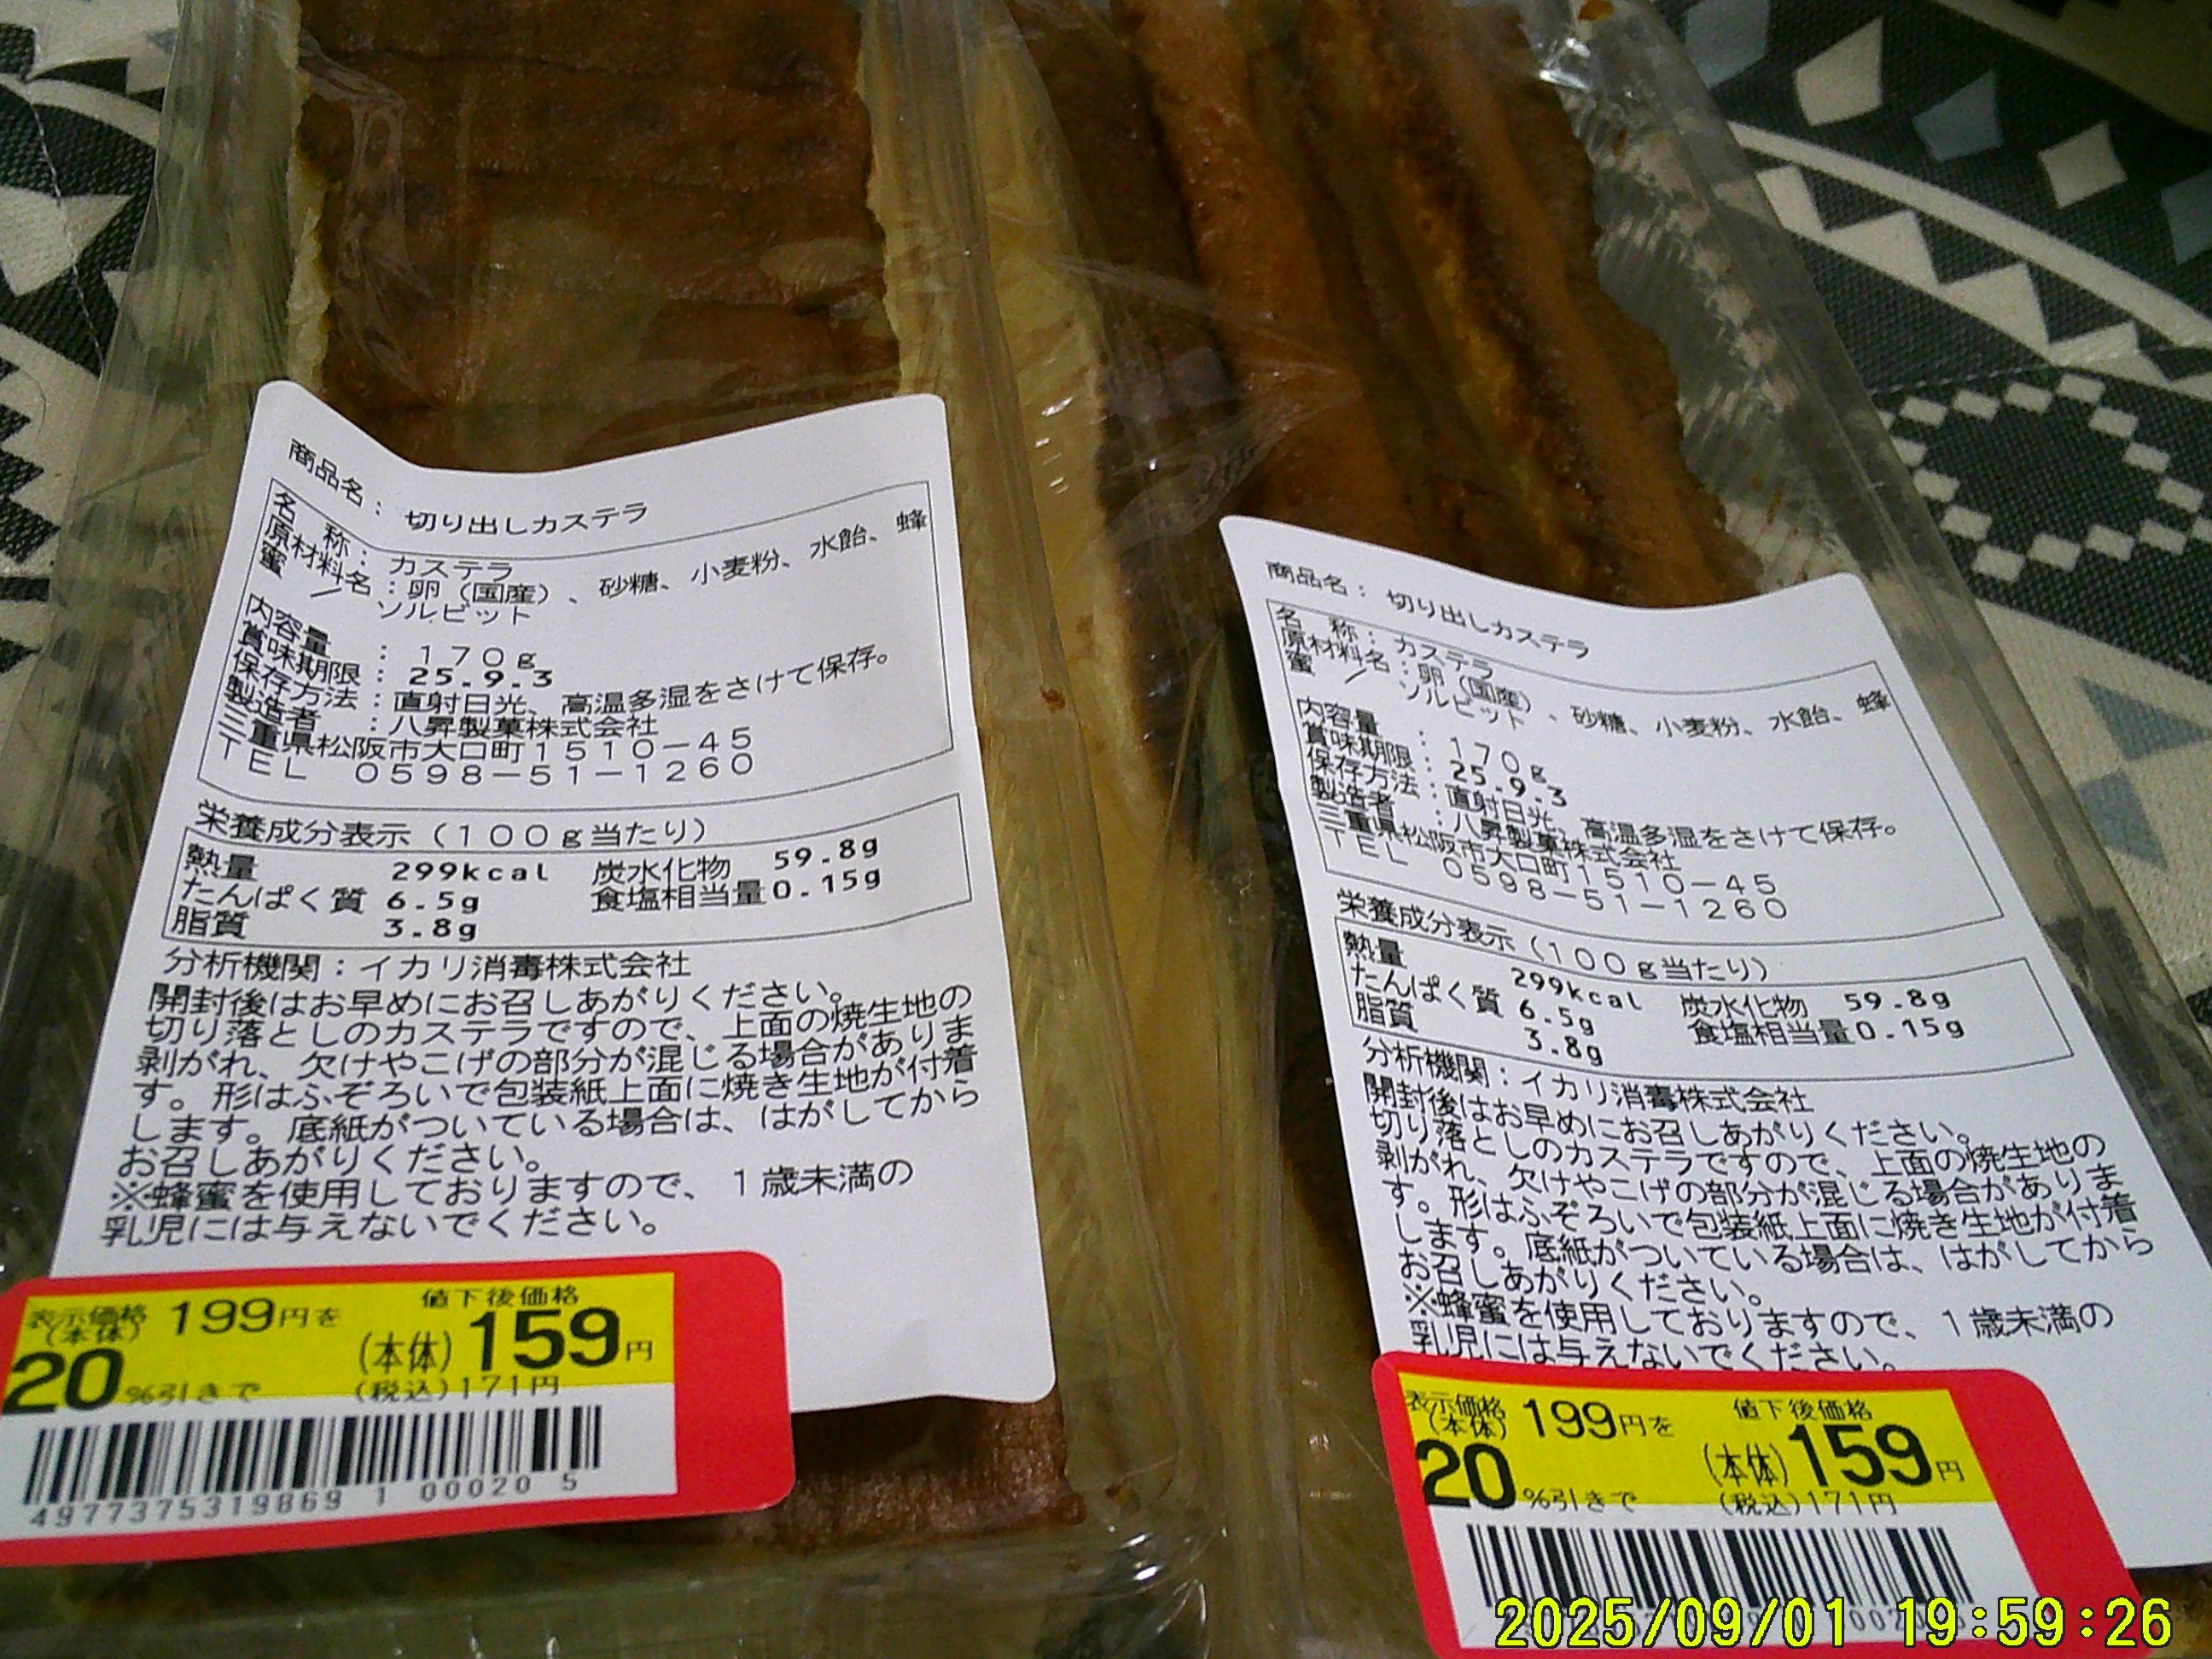 商品名: 切り出しカステラ
名 称: カステラ
原材料名:卵(国産)、砂糖、小麦粉、水飴、蜂
蜜 / ソルビット
内容量 : 170g
賞味期限: 25.9.3
保存方法:直射日光、高温多湿をさけて保存。
製造者 :八昇製菓株式会社
三重県松阪市大口町1510-45
TEL 0598-51-1260
栄養成分表示(100g当たり)
熱量 299kcal 炭水化物 59.8g
たんぱく質 6.5g 食塩相当量0.15g
脂質 3.8g
分析機関:イカリ消毒株式会社
開封後はお早めにお召しあがりください。
切り落としのカステラですので、上面の焼生地の
剥がれ、欠けやこげの部分が混じる場合がありま
す。形はふぞろいで包装紙上面に焼き生地が付着
します。底紙がついている場合は、はがしてから
お召しあがりください。
※蜂蜜を使用しておりますので、1歳未満の
乳児には与えないでください。
表示価格(本体) 199円を
20%引きで
値下後価格
(本体)159円
(税込)171円
4977375319869 1 00020 5
商品名: 切り出しカステラ
名 称: カステラ
原材料名:卵(国産)、砂糖、小麦粉、水飴、蜂
蜜 / ソルビット
内容量 : 170g
賞味期限: 25.9.3
保存方法:直射日光、高温多湿をさけて保存。
製造者 :八昇製菓株式会社
三重県松阪市大口町1510-45
TEL 0598-51-1260
栄養成分表示(100g当たり)
熱量 299kcal 炭水化物 59.8g
たんぱく質 6.5g 食塩相当量0.15g
脂質 3.8g
分析機関:イカリ消毒株式会社
開封後はお早めにお召しあがりください。
切り落としのカステラですので、上面の焼生地の
剥がれ、欠けやこげの部分が混じる場合がありま
す。形はふぞろいで包装紙上面に焼き生地が付着
します。底紙がついている場合は、はがしてから
お召しあがりください。
※蜂蜜を使用しておりますので、1歳未満の
乳児には与えないでください。
表示価格(本体) 199円を
20%引きで
値下後価格
(本体)159円
(税込)171円
2025/09/01 19:59:26